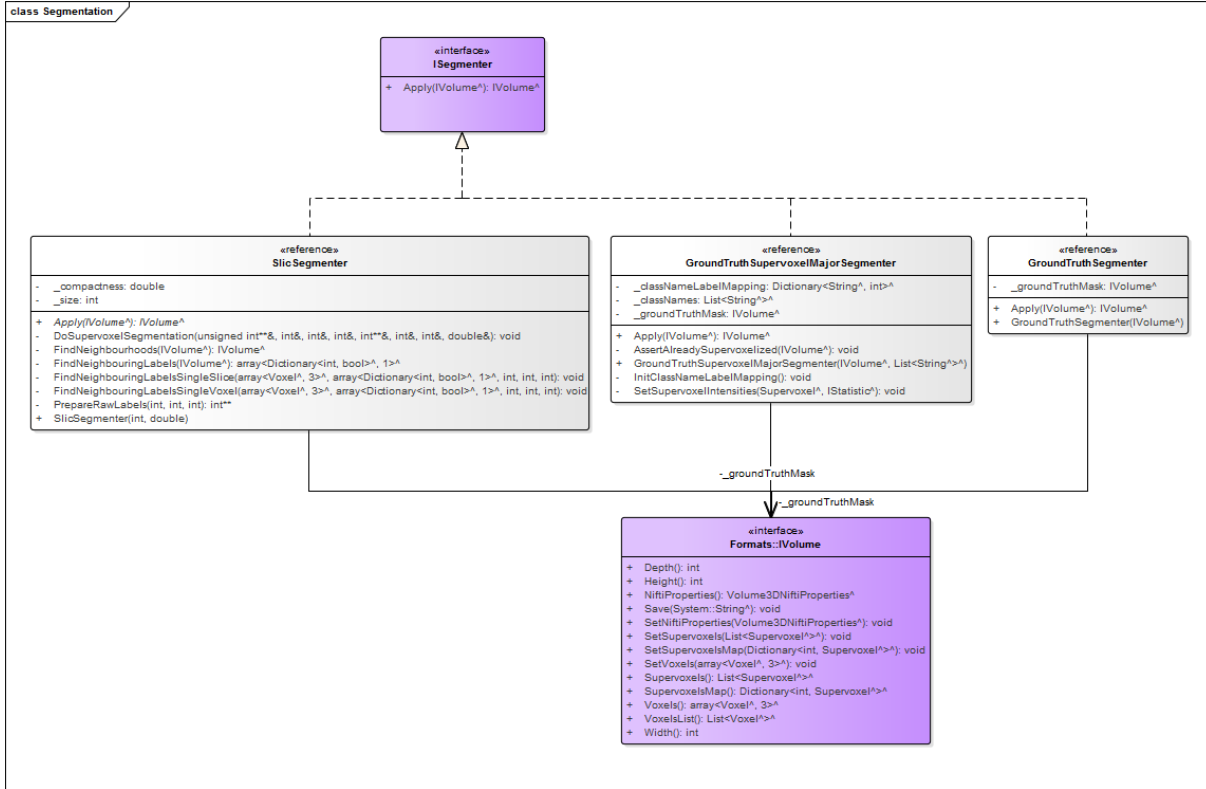 class Segmentation
«interface»
ISegmenter
+ Apply(IVolume^): IVolume^
«reference»
SlicSegmenter
- _compactness: double
- _size: int
+ Apply(IVolume^): IVolume^
- DoSupervoxelSegmentation(unsigned int**&, int&, int&, int&, int**&, int&, int&, double&): void
- FindNeighbourhoods(IVolume^): IVolume^
- FindNeighbouringLabels(IVolume^): array<Dictionary<int, bool>^, 1>^
- FindNeighbouringLabelsSingleSlice(array<Voxel^, 3>^, array<Dictionary<int, bool>^, 1>^, int, int, int): void
- FindNeighbouringLabelsSingleVoxel(array<Voxel^, 3>^, array<Dictionary<int, bool>^, 1>^, int, int, int): void
- PrepareRawLabels(int, int, int): int**
+ SlicSegmenter(int, double)
«reference»
GroundTruthSupervoxelMajorSegmenter
- _classNameLabelMapping: Dictionary<String^, int>^
- _classNames: List<String^>^
- _groundTruthMask: IVolume^
+ Apply(IVolume^): IVolume^
- AssertAlreadySupervoxelized(IVolume^): void
+ GroundTruthSupervoxelMajorSegmenter(IVolume^, List<String^>^)
- InitClassNameLabelMapping(): void
- SetSupervoxelIntensities(Supervoxel^, IStatistic^): void
«reference»
GroundTruthSegmenter
- _groundTruthMask: IVolume^
+ Apply(IVolume^): IVolume^
+ GroundTruthSegmenter(IVolume^)
-_groundTruthMask
-_groundTruthMask
«interface»
Formats::IVolume
+ Depth(): int
+ Height(): int
+ NiftiProperties(): Volume3DNiftiProperties^
+ Save(System::String^): void
+ SetNiftiProperties(Volume3DNiftiProperties^): void
+ SetSupervoxels(List<Supervoxel^>^): void
+ SetSupervoxelsMap(Dictionary<int, Supervoxel^>^): void
+ SetVoxels(array<Voxel^, 3>^): void
+ Supervoxels(): List<Supervoxel^>^
+ SupervoxelsMap(): Dictionary<int, Supervoxel^>^
+ Voxels(): array<Voxel^, 3>^
+ VoxelsList(): List<Voxel^>^
+ Width(): int